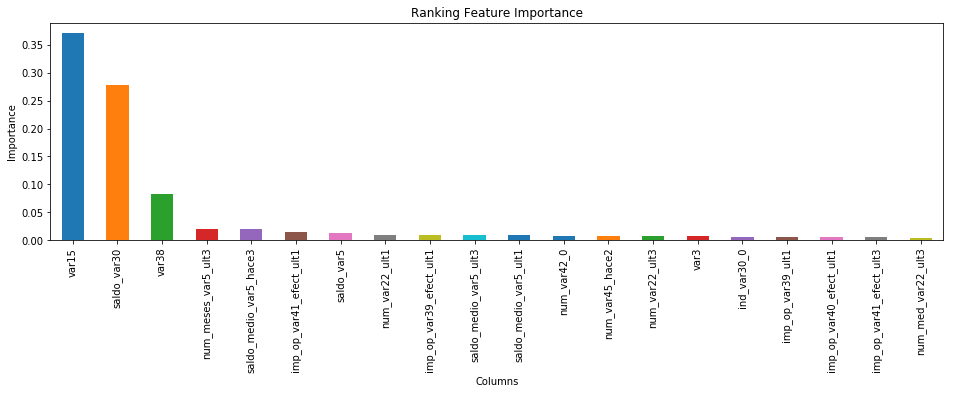 Ranking Feature Importance
Importance
0.35
0.30
0.25
0.20
0.15
0.10
0.05
0.00
var15
saldo_var30
var38
num_meses_var5_ult3
saldo_medio_var5_hace3
imp_op_var41_efect_ult1
saldo_var5
num_var22_ult1
imp_op_var39_efect_ult1
saldo_medio_var5_ult3
saldo_medio_var5_ult1
num_var42_0
num_var45_hace2
num_var22_ult3
var3
ind_var30_0
imp_op_var39_ult1
imp_op_var40_efect_ult1
imp_op_var41_efect_ult3
num_med_var22_ult3
Columns